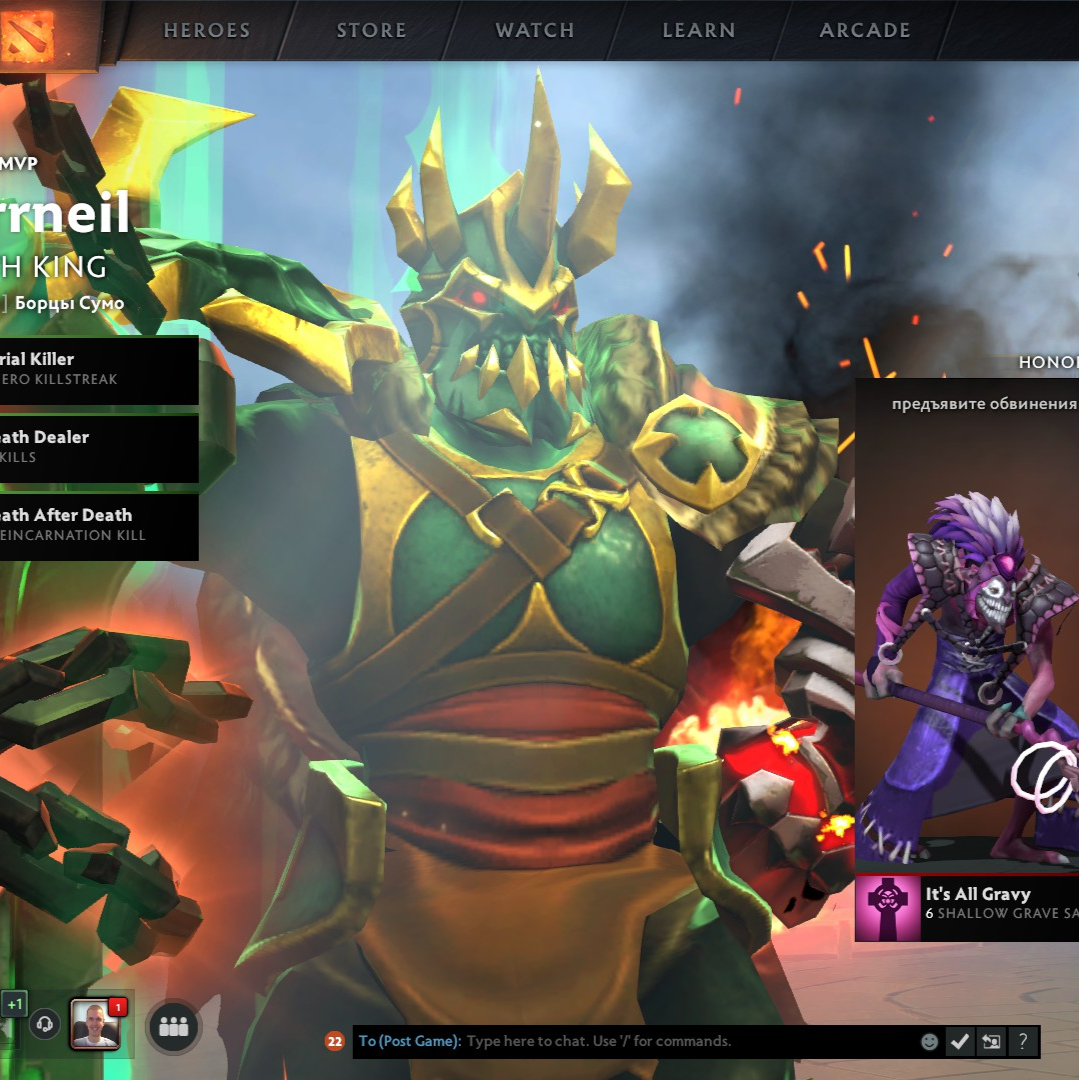 HEROES
STORE
WATCH
LEARN
ARCADE
MVP
rrneil
H KING
] Борцы Сумо
rial Killer
ERO KILLSTREAK
eath Dealer
KILLS
eath After Death
EINCARNATION KILL
HONO
предъявите обвинения
It's All Gravy
6 SHALLOW GRAVE SA
+1
1
22
To (Post Game): Type here to chat. Use '/' for commands.
?